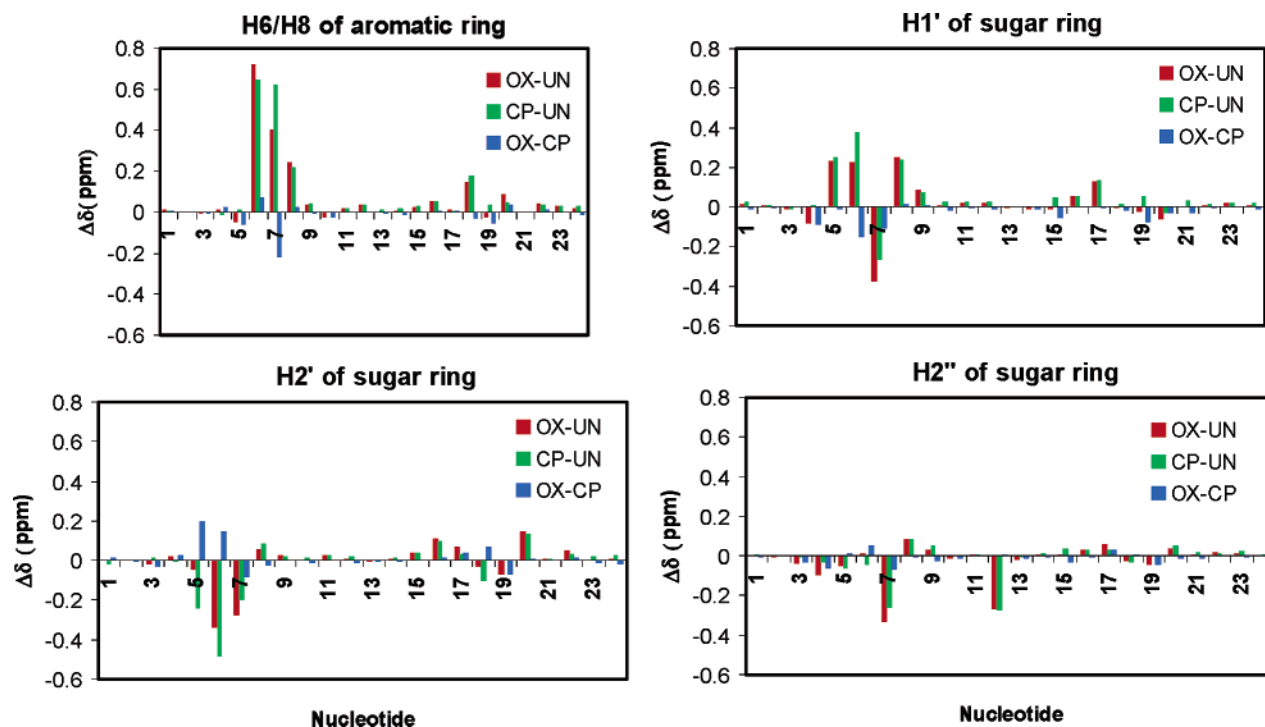 H6/H8 of aromatic ring
0.8
0.6
0.4
0.2
0
-0.2
-0.4
-0.6
Δδ( ppm)
OX-UN
CP-UN
OX-CP
1 3 5 7 9 11 13 15 17 19 21 23
H1' of sugar ring
0.8
0.6
0.4
0.2
0
-0.2
-0.4
-0.6
Δδ (ppm)
OX-UN
CP-UN
OX-CP
1 3 5 7 9 11 13 15 17 19 21 23
H2' of sugar ring
0.8
0.6
0.4
0.2
0
-0.2
-0.4
-0.6
Δδ ( ppm)
OX-UN
CP-UN
OX-CP
1 3 5 7 9 11 13 15 17 19 21 23
Nucleotide
H2" of sugar ring
0.8
0.6
0.4
0.2
0
-0.2
-0.4
-0.6
Δδ ( ppm)
OX-UN
CP-UN
OX-CP
1 3 5 7 9 11 13 15 17 19 21 23
Nucleotide